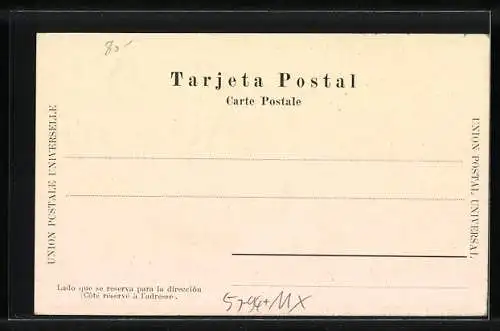 80-
Tarjeta Postal
Carte Postale
UNION POSTALE UNIVERSELLE
UNION POSTAL UNIVERSAL
Lado que se reserva para la dirección
(Côté réservé à l'adresse.)
MX